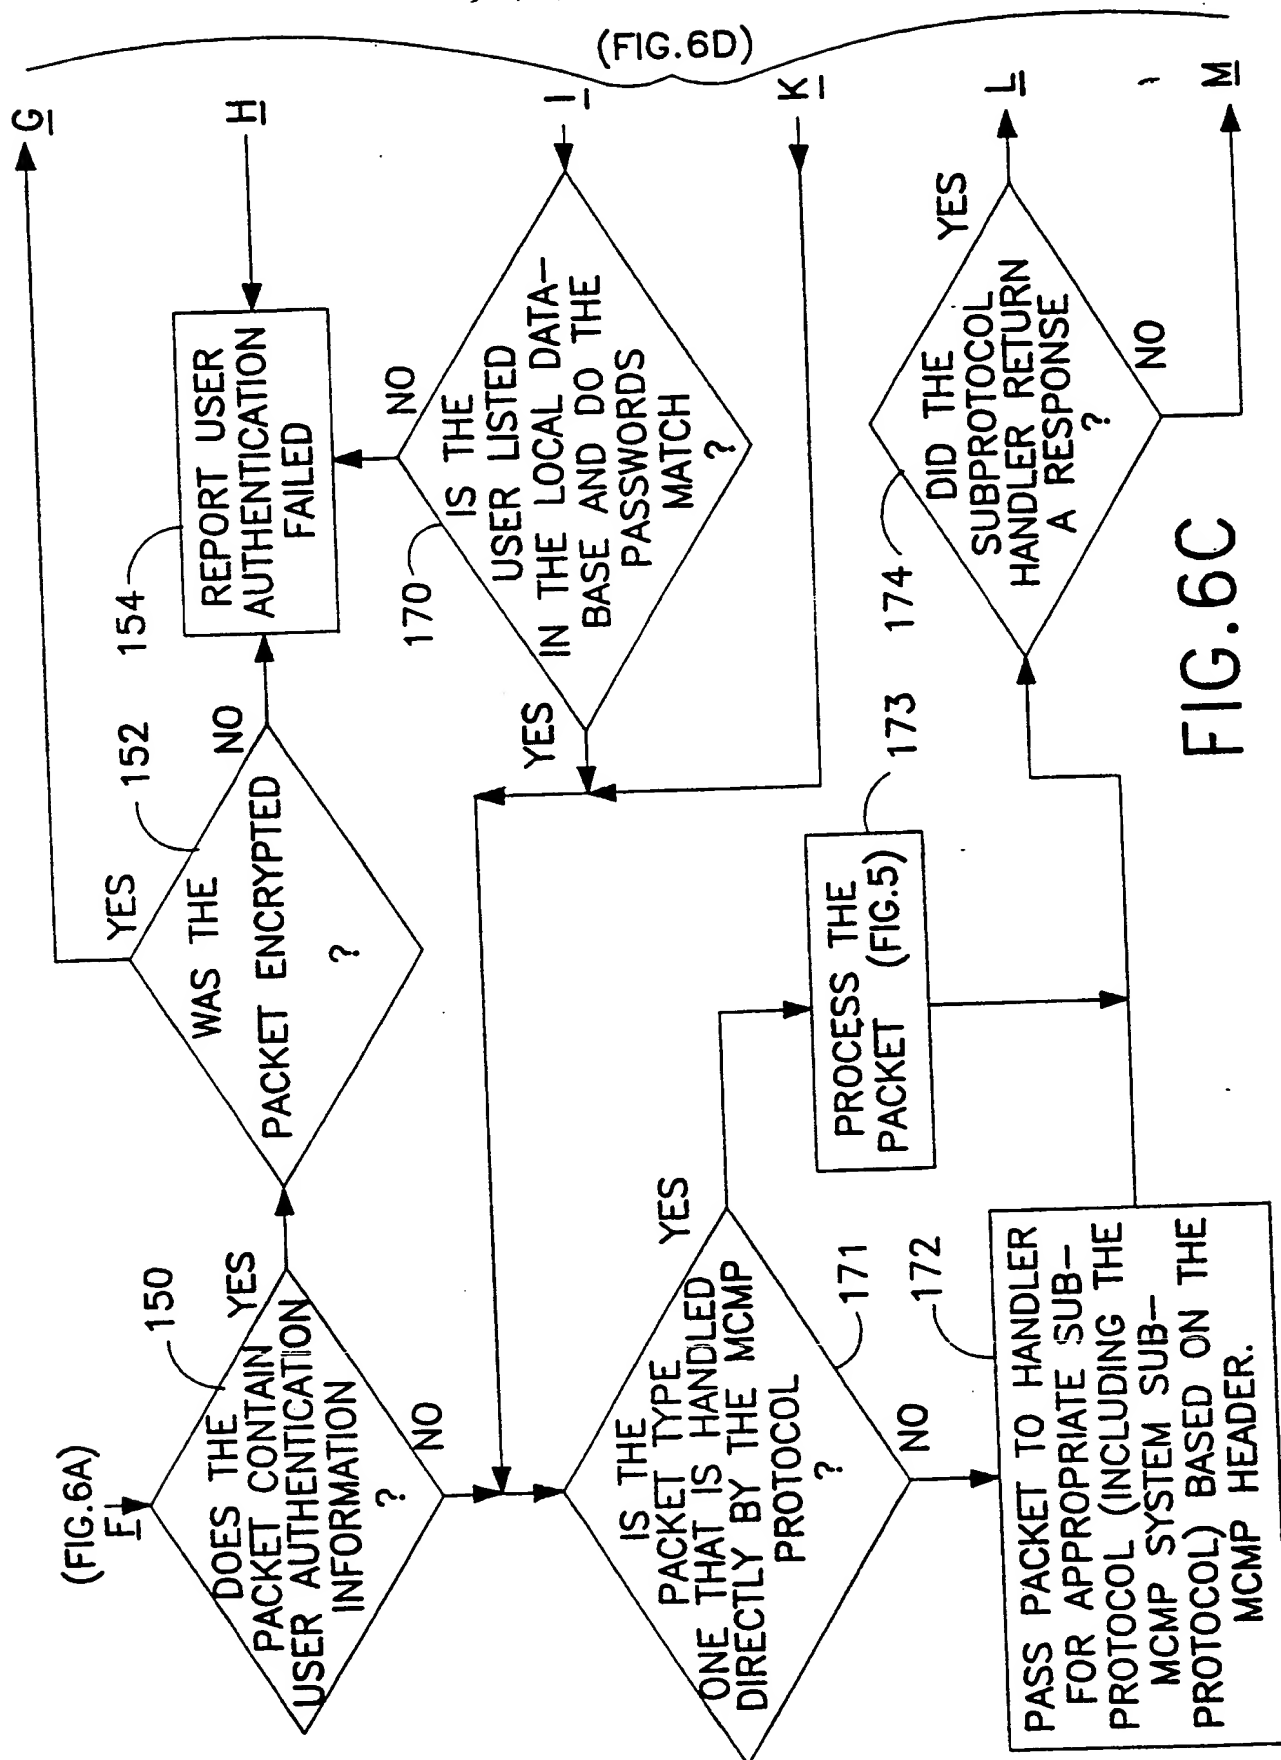 (FIG.6A)
F
DOES THE
PACKET CONTAIN
USER AUTHENTICATION
INFORMATION
?
150
YES
NO
WAS THE
PACKET ENCRYPTED
?
152
YES
NO
REPORT USER
AUTHENTICATION
FAILED
154
G
H
(FIG.6D)
IS THE
USER LISTED
IN THE LOCAL DATA-
BASE AND DO THE
PASSWORDS
MATCH
?
170
NO
YES
I
K
IS THE
PACKET TYPE
ONE THAT IS HANDLED
DIRECTLY BY THE MCMP
PROTOCOL
?
171
YES
NO
PROCESS THE
PACKET (FIG.5)
173
PASS PACKET TO HANDLER
FOR APPROPRIATE SUB-
PROTOCOL (INCLUDING THE
MCMP SYSTEM SUB-
PROTOCOL) BASED ON THE
MCMP HEADER.
172
DID THE
SUBPROTOCOL
HANDLER RETURN
A RESPONSE
?
174
YES
NO
L
M
FIG.6C